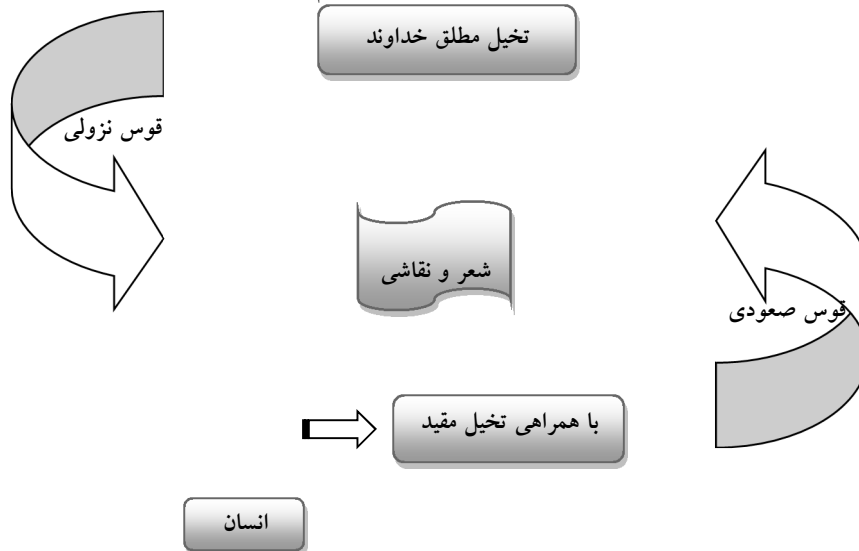 تخیل مطلق خداوند
قوس نزولی
شعر و نقاشی
قوس صعودی
با همراهی تخیل مقید
انسان